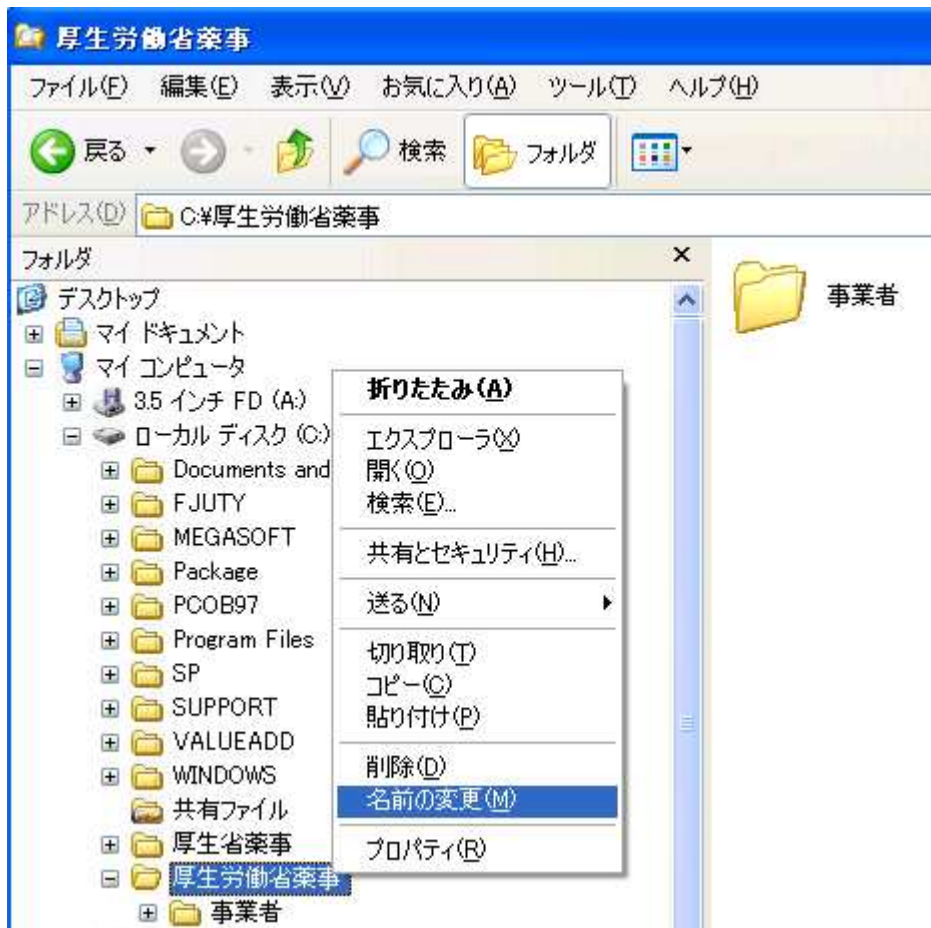 厚生労働省薬事
ファイル(F) 編集(E) 表示(V) お気に入り(A) ツール(T) ヘルプ(H)
戻る 検索 フォルダ
アドレス(D) C:¥厚生労働省薬事
フォルダ ×
事業者
デスクトップ
マイ ドキュメント
マイ コンピュータ
3.5 インチ FD (A:)
ローカル ディスク (C:)
Documents and
FJUTY
MEGASOFT
Package
PCOB97
Program Files
SP
SUPPORT
VALUEADD
WINDOWS
共有ファイル
厚生省薬事
厚生労働省薬事
事業者
折りたたみ(A)
エクスプローラ(X)
開く(O)
検索(E)...
共有とセキュリティ(H)...
送る(N)
切り取り(T)
コピー(C)
貼り付け(P)
削除(D)
名前の変更(M)
プロパティ(R)